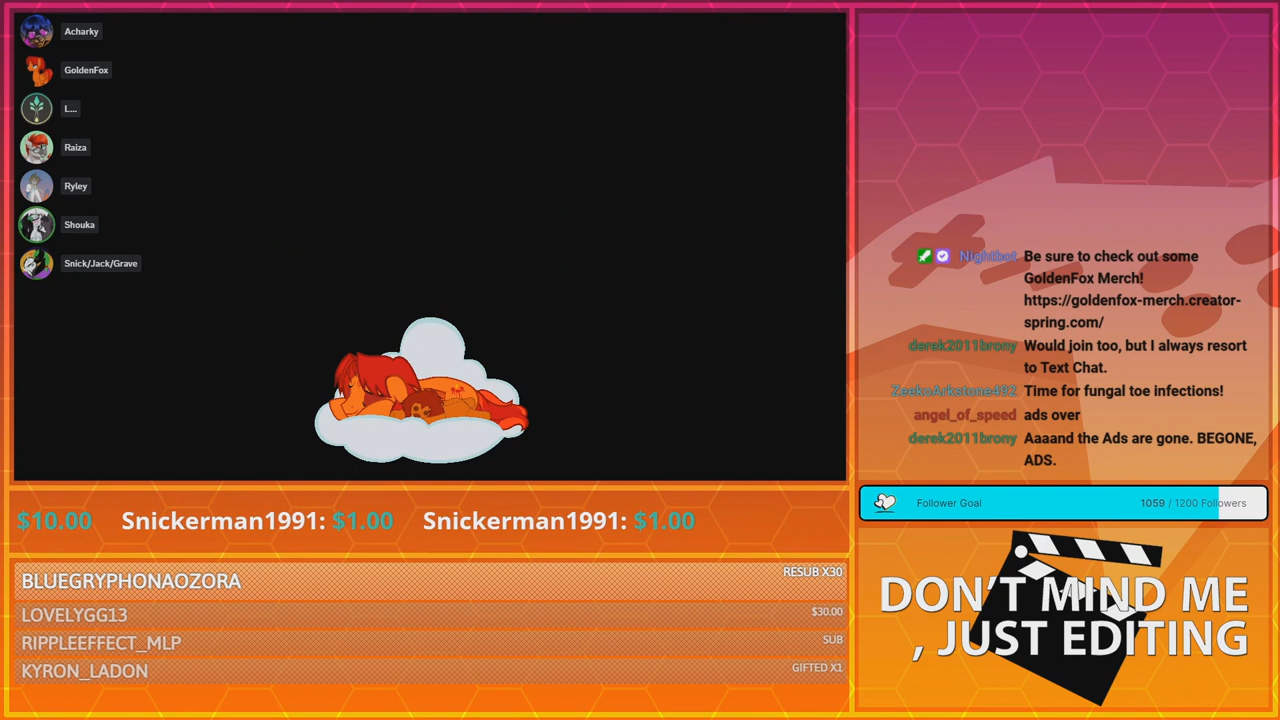 Acharky
GoldenFox
L...
Raiza
Ryley
Shouka
Snick/Jack/Grave
Nightbot Be sure to check out some
GoldenFox Merch!
https://goldenfox-merch.creator-
spring.com/
derek2011brony Would join too, but I always resort
to Text Chat.
ZeekoArkstone492 Time for fungal toe infections!
angel_of_speed ads over
derek2011brony Aaaand the Ads are gone. BEGONE,
ADS.
Follower Goal 1059 / 1200 Followers
$10.00 Snickerman1991: $1.00 Snickerman1991: $1.00
BLUEGRYPHONAOZORA RESUB X30
LOVELYGG13 $30.00
RIPPLEEFFECT_MLP SUB
KYRON_LADON GIFTED X1
DON'T MIND ME
, JUST EDITING